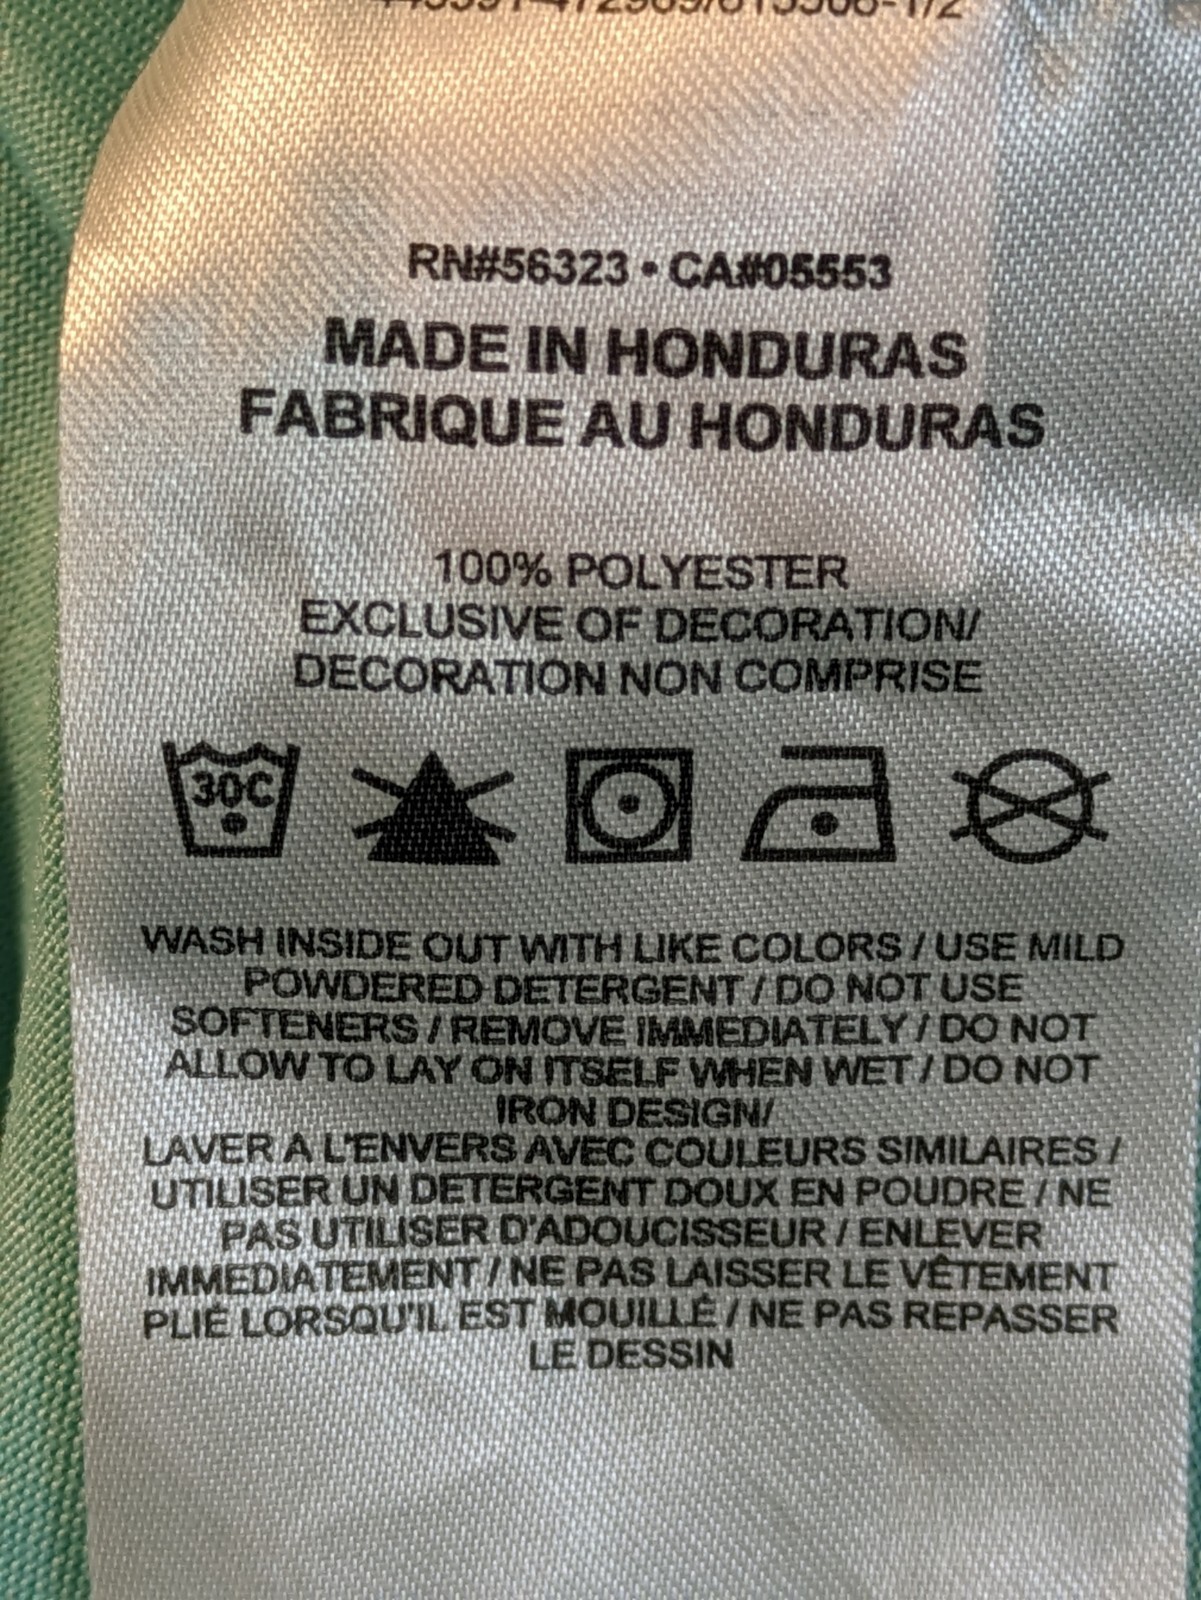 RN#56323 • CA#05553
MADE IN HONDURAS
FABRIQUE AU HONDURAS
100% POLYESTER
EXCLUSIVE OF DECORATION/
DECORATION NON COMPRISE
30C
WASH INSIDE OUT WITH LIKE COLORS / USE MILD
POWDERED DETERGENT / DO NOT USE
SOFTENERS / REMOVE IMMEDIATELY / DO NOT
ALLOW TO LAY ON ITSELF WHEN WET / DO NOT
IRON DESIGN/
LAVER A L'ENVERS AVEC COULEURS SIMILAIRES /
UTILISER UN DETERGENT DOUX EN POUDRE / NE
PAS UTILISER D'ADOUCISSEUR / ENLEVER
IMMEDIATEMENT / NE PAS LAISSER LE VÊTEMENT
PLIÉ LORSQU'IL EST MOUILLÉ / NE PAS REPASSER
LE DESSIN